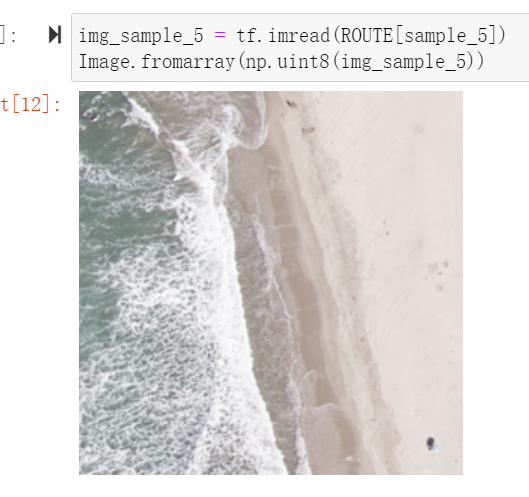 ]:
img_sample_5 = tf.imread(ROUTE[sample_5])
Image.fromarray(np.uint8(img_sample_5))
t[12]: